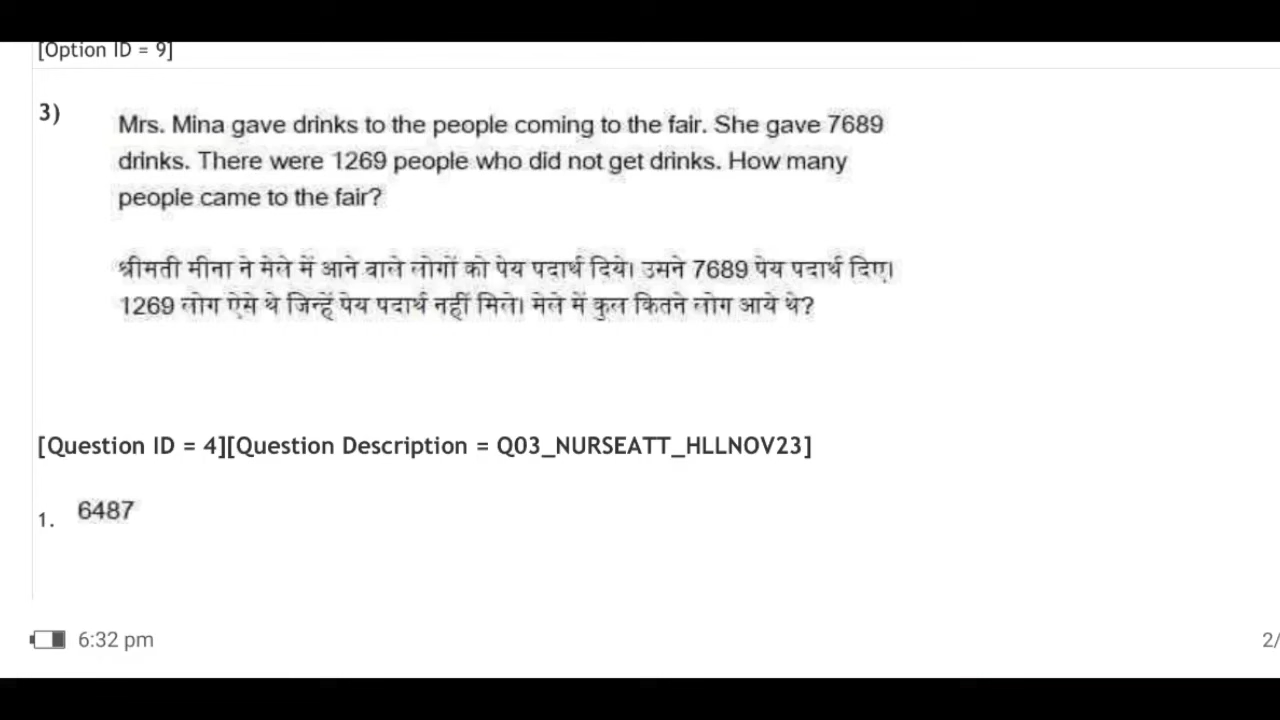 [Option ID = 9]
3)
Mrs. Mina gave drinks to the people coming to the fair. She gave 7689
drinks. There were 1269 people who did not get drinks. How many
people came to the fair?
श्रीमती मीना ने मेले में आने वाले लोगों को पेय पदार्थ दिये। उसने 7689 पेय पदार्थ दिए।
1269 लोग ऐसे थे जिन्हें पेय पदार्थ नहीं मिले। मेले में कुल कितने लोग आये थे?
[Question ID = 4][Question Description = Q03_NURSEATT_HLLNOV23]
1. 6487
6:32 pm
2/